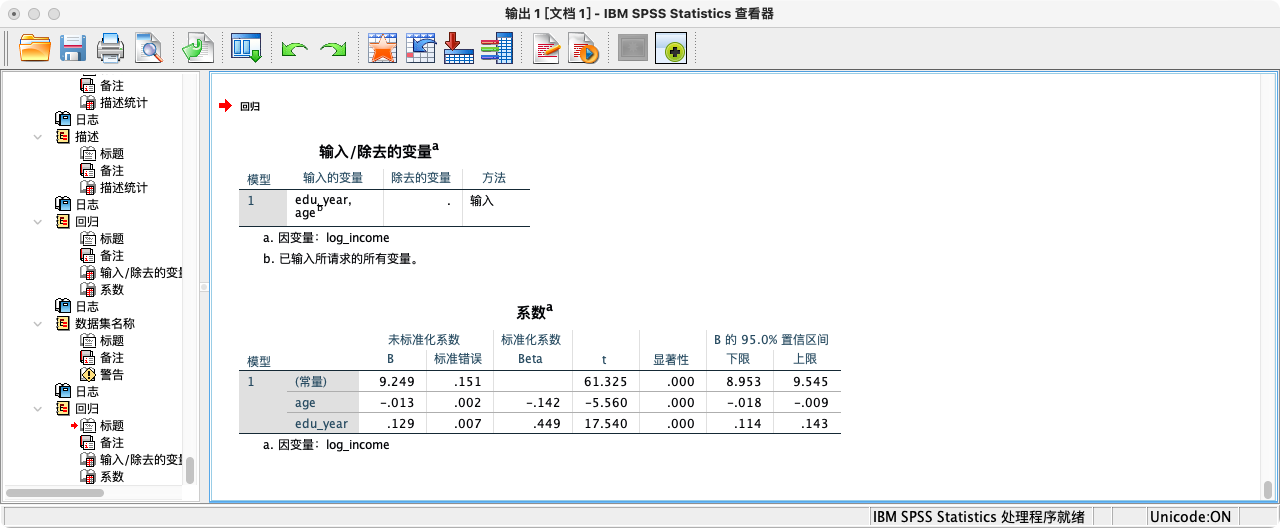 输出 1 [文档 1] - IBM SPSS Statistics 查看器
备注
描述统计
日志
描述
标题
备注
描述统计
日志
回归
标题
备注
输入/除去的变量
系数
日志
数据集名称
标题
备注
警告
日志
回归
标题
备注
输入/除去的变量
系数
回归
输入/除去的变量a
模型 输入的变量 除去的变量 方法
1 edu_year, . 输入
ageb
a. 因变量：log_income
b. 已输入所请求的所有变量。
系数a
未标准化系数 标准化系数 B 的 95.0% 置信区间
模型 B 标准错误 Beta t 显著性 下限 上限
1 (常量) 9.249 .151 61.325 .000 8.953 9.545
age -.013 .002 -.142 -5.560 .000 -.018 -.009
edu_year .129 .007 .449 17.540 .000 .114 .143
a. 因变量：log_income
IBM SPSS Statistics 处理程序就绪 Unicode:ON